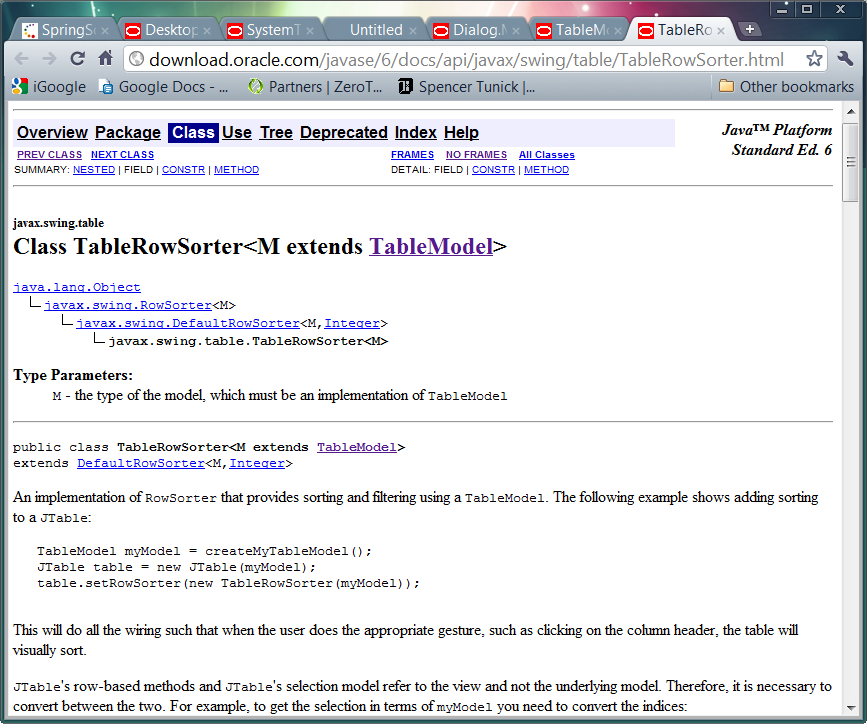 SpringS
Desktop
SystemT
Untitled
Dialog.M
TableMo
TableRo
download.oracle.com/javase/6/docs/api/javax/swing/table/TableRowSorter.html
iGoogle Google Docs - ... Partners | ZeroT... Spencer Tunick |... Other bookmarks
Overview Package Class Use Tree Deprecated Index Help
Java™ Platform
Standard Ed. 6
PREV CLASS NEXT CLASS FRAMES NO FRAMES All Classes
SUMMARY: NESTED | FIELD | CONSTR | METHOD DETAIL: FIELD | CONSTR | METHOD
javax.swing.table
Class TableRowSorter<M extends TableModel>
java.lang.Object
javax.swing.RowSorter<M>
javax.swing.DefaultRowSorter<M,Integer>
javax.swing.table.TableRowSorter<M>
Type Parameters:
M - the type of the model, which must be an implementation of TableModel
public class TableRowSorter<M extends TableModel>
extends DefaultRowSorter<M,Integer>
An implementation of RowSorter that provides sorting and filtering using a TableModel. The following example shows adding sorting
to a JTable:
TableModel myModel = createMyTableModel();
JTable table = new JTable(myModel);
table.setRowSorter(new TableRowSorter(myModel));
This will do all the wiring such that when the user does the appropriate gesture, such as clicking on the column header, the table will
visually sort.
JTable's row-based methods and JTable's selection model refer to the view and not the underlying model. Therefore, it is necessary to
convert between the two. For example, to get the selection in terms of myModel you need to convert the indices: